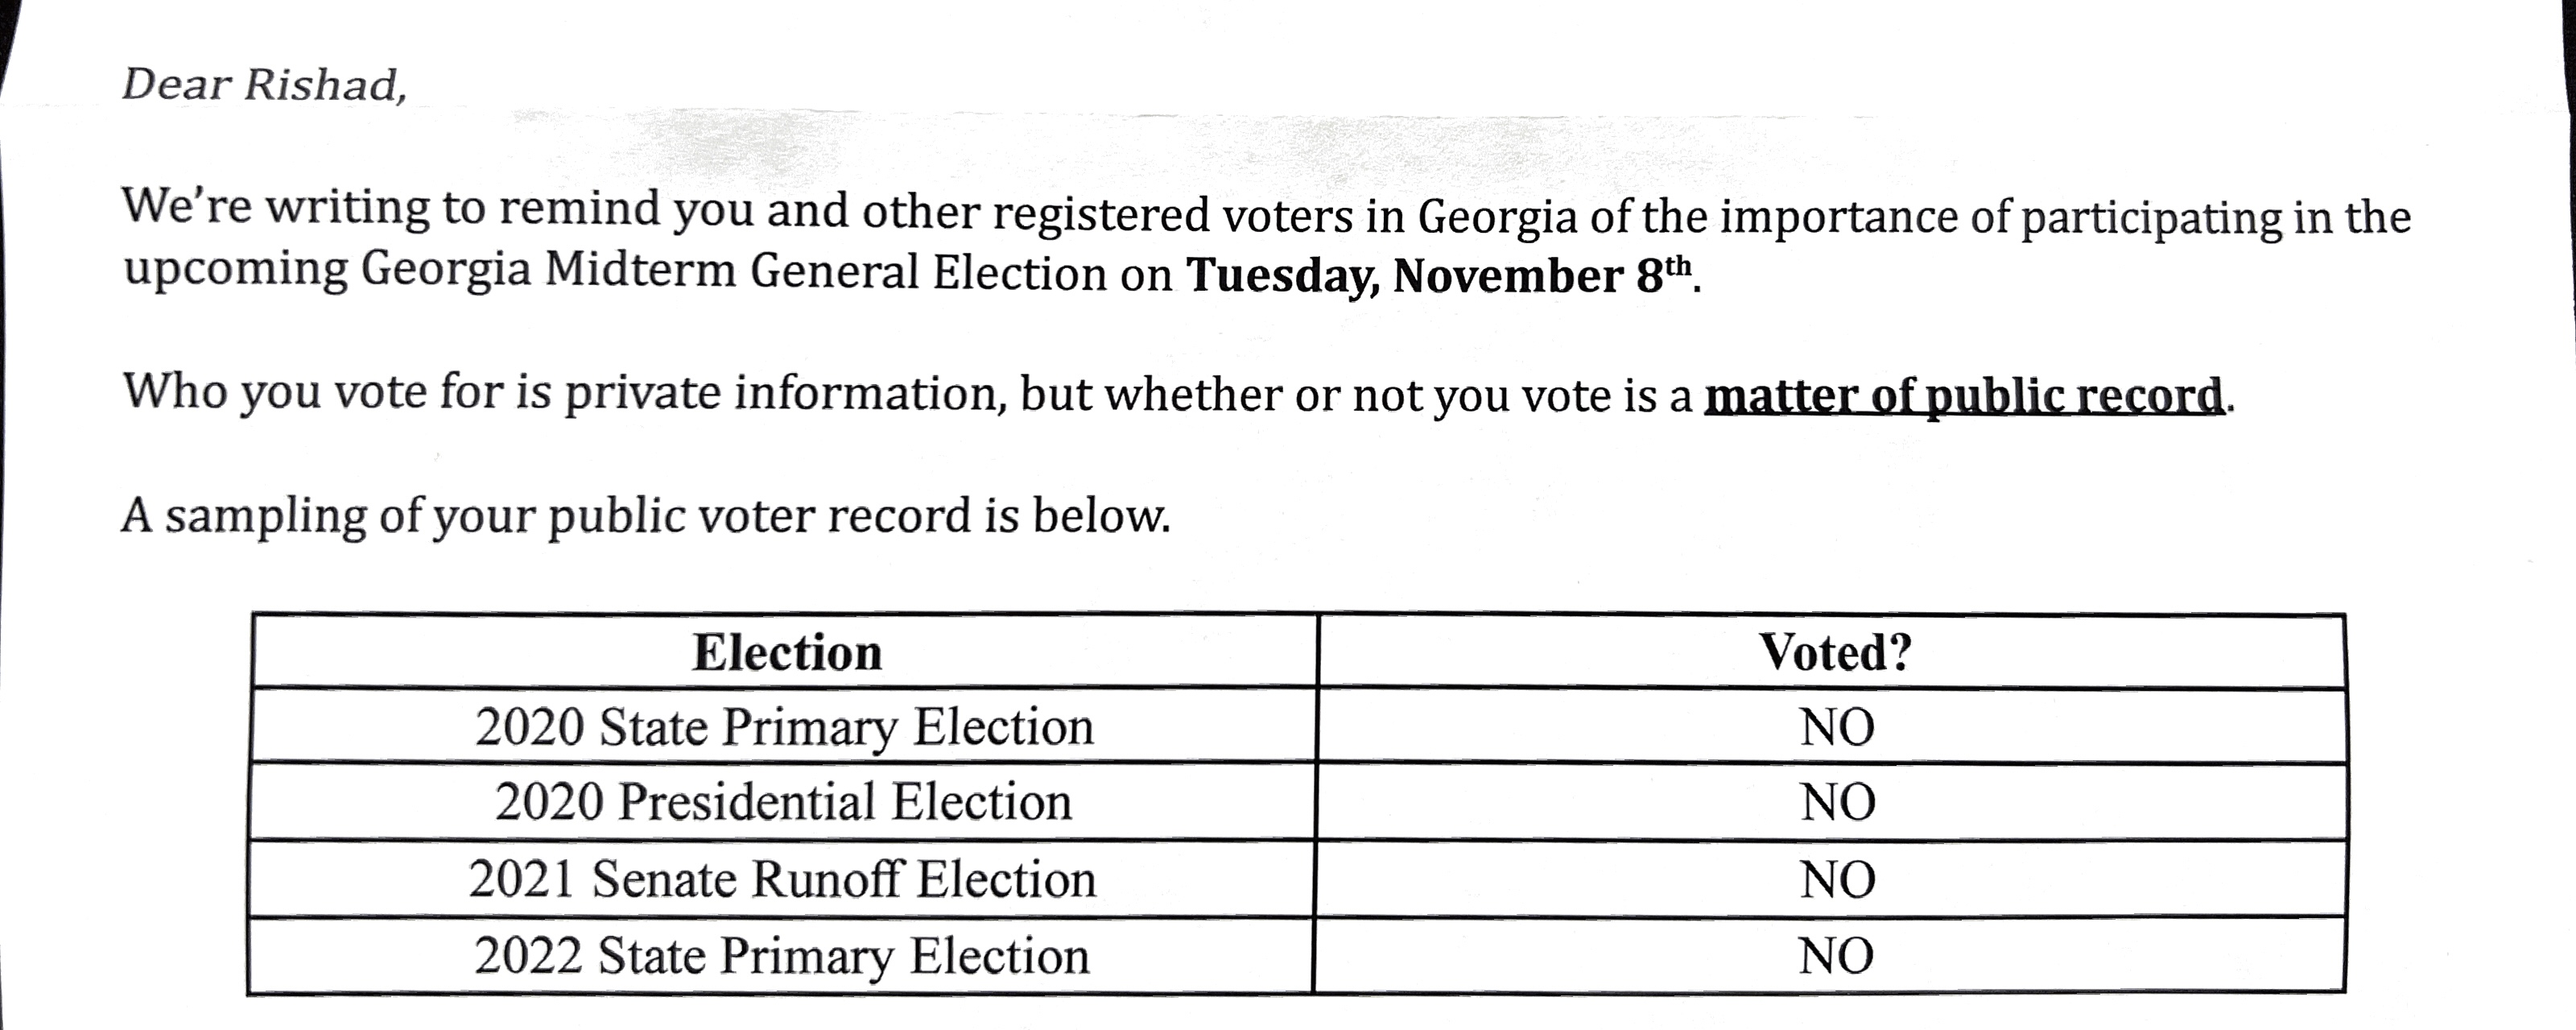 Dear Rishad,
We're writing to remind you and other registered voters in Georgia of the importance of participating in the
upcoming Georgia Midterm General Election on Tuesday, November 8th.
Who you vote for is private information, but whether or not you vote is a matter of public record.
A sampling of your public voter record is below.
Election Voted?
2020 State Primary Election NO
2020 Presidential Election NO
2021 Senate Runoff Election NO
2022 State Primary Election NO